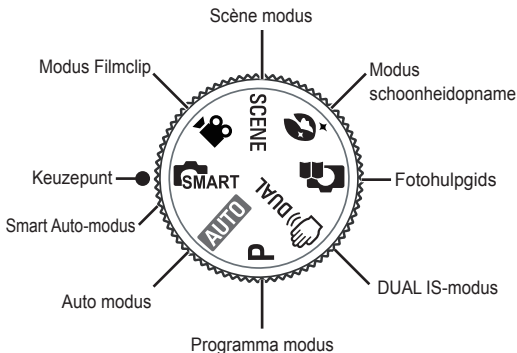 Scène modus
Modus Filmclip
Modus
schoonheidopname
SCENE
Keuzepunt
SMART
Fotohulpgids
DUAL
Smart Auto-modus
AUTO
P
DUAL IS-modus
Auto modus
Programma modus